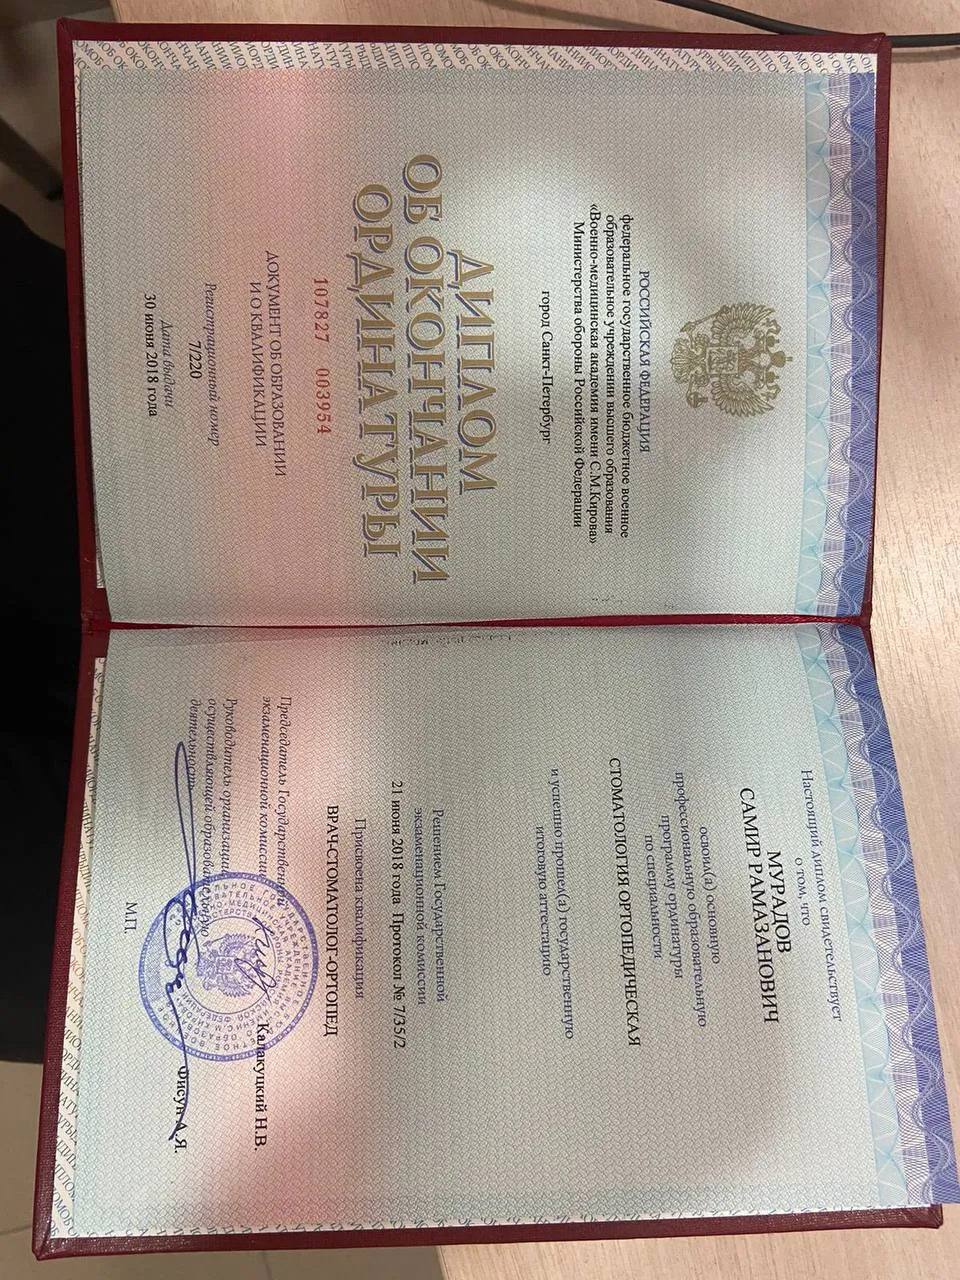 РОССИЙСКАЯ ФЕДЕРАЦИЯ
федеральное государственное бюджетное военное
образовательное учреждении высшего образования
«Военно-медицинская академия имени С.М.Кирова»
Министерства обороны Российской Федерации
город Санкт-Петербург
ДИПЛОМ
ОБ ОКОНЧАНИИ
ОРДИНАТУРЫ
107827 003954
ДОКУМЕНТ ОБ ОБРАЗОВАНИИ
И О КВАЛИФИКАЦИИ
Регистрационный номер
7/220
Дата выдачи
30 июня 2018 года
Настоящий диплом свидетельствует
о том, что
МУРАДОВ
САМИР РАМАЗАНОВИЧ
освоил(а) основную
профессиональную образовательную
программу ординатуры
по специальности
СТОМАТОЛОГИЯ ОРТОПЕДИЧЕСКАЯ
и успешно прошел(а) государственную
итоговую аттестацию
Решением Государственной
экзаменационной комиссии
21 июня 2018 года Протокол № 7/35/2
Присвоена квалификация
ВРАЧ-СТОМАТОЛОГ-ОРТОПЕД
Председатель Государственной
экзаменационной комиссии
Калакуцкий Н.В.
Руководитель организации,
осуществляющей образовательную
деятельность
Фисун А.Я.
М.П.